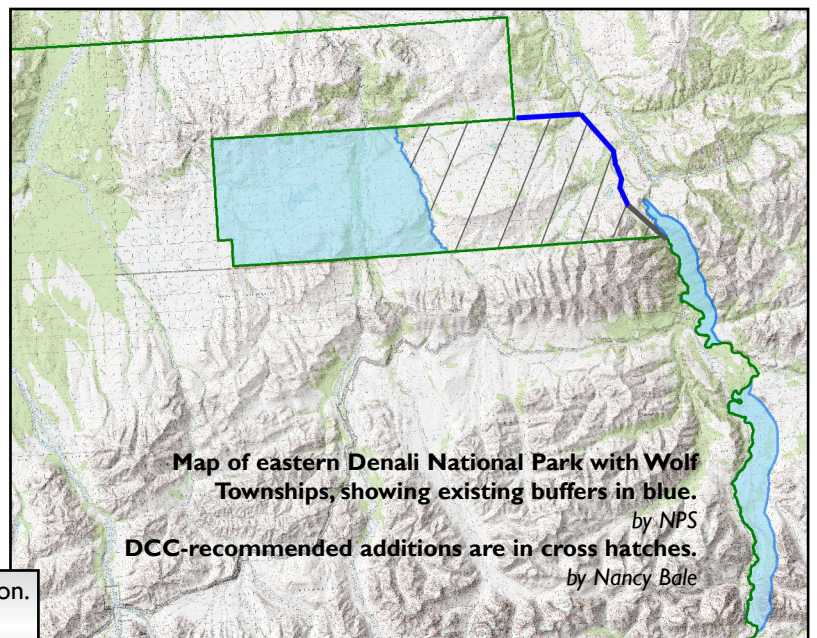 Map of eastern Denali National Park with Wolf
Townships, showing existing buffers in blue.
by NPS
DCC-recommended additions are in cross hatches.
by Nancy Bale
on.